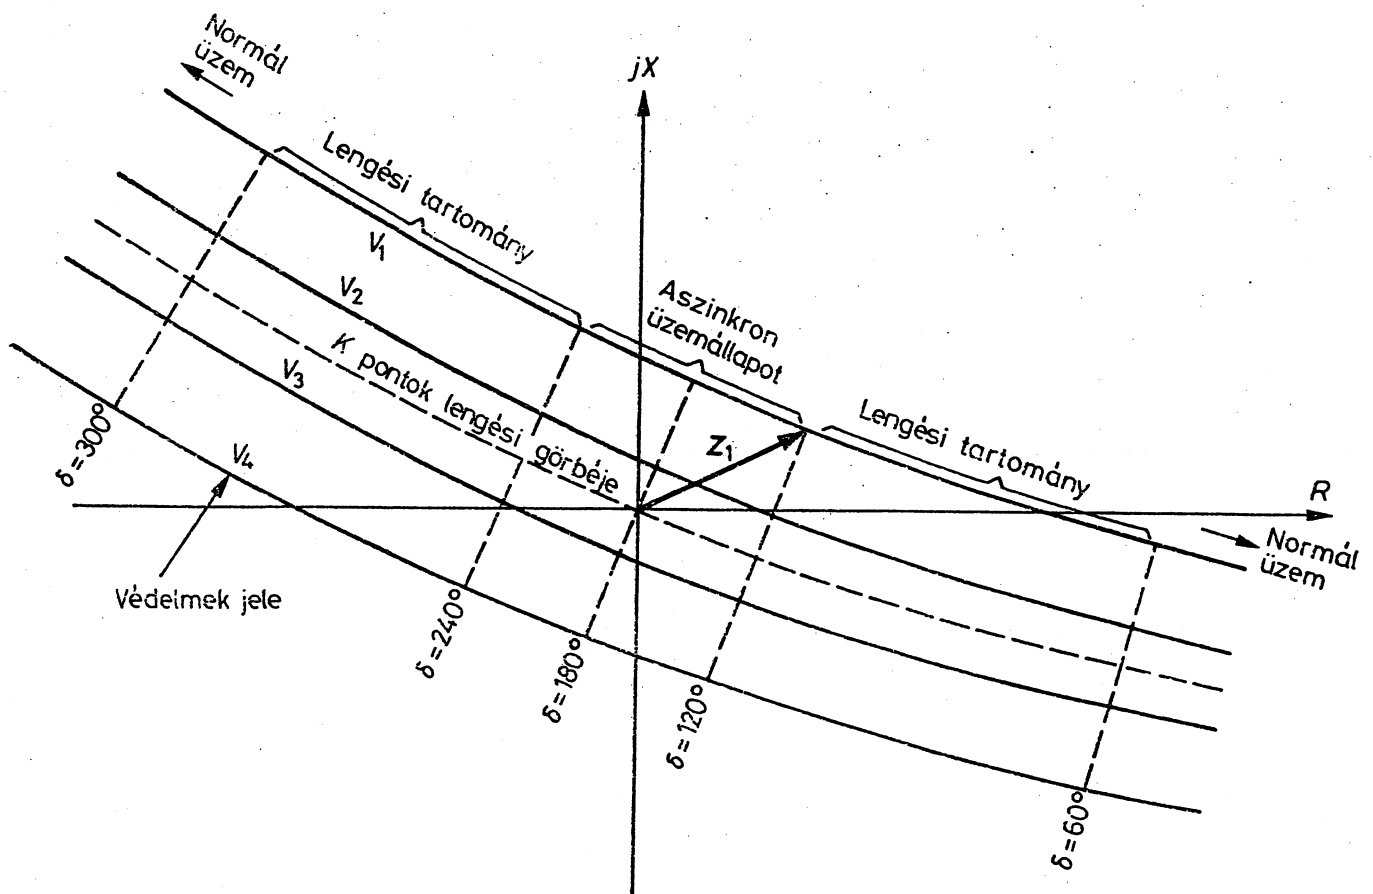 Normál
üzem
jX
Lengési tartomány
V1
V2
Aszinkron
üzemállapot
K pontok lengési görbéje
V3
Z1
Lengési tartomány
R
Normál
üzem
V4
δ=300°
Védelmek jele
δ=240°
δ=180°
δ=120°
δ=60°